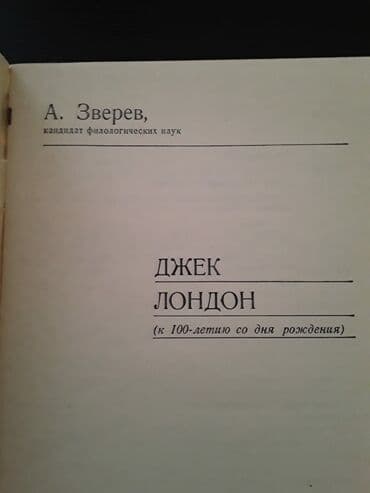 А. Зверев,
кандидат филологических наук
ДЖЕК
ЛОНДОН
(к 100-летию со дня рождения)